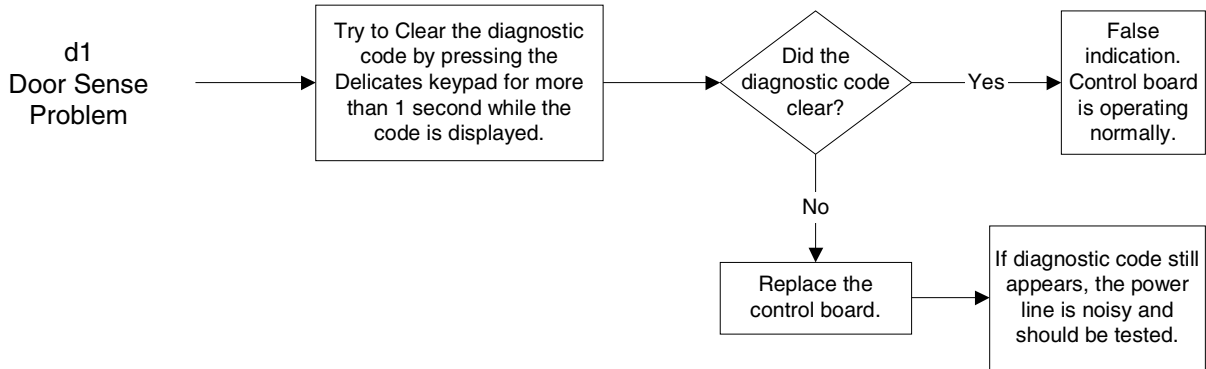 d1
Door Sense
Problem
Try to Clear the diagnostic
code by pressing the
Delicates keypad for more
than 1 second while the
code is displayed.
Did the
diagnostic code
clear?
Yes
False
indication.
Control board
is operating
normally.
No
Replace the
control board.
If diagnostic code still
appears, the power
line is noisy and
should be tested.